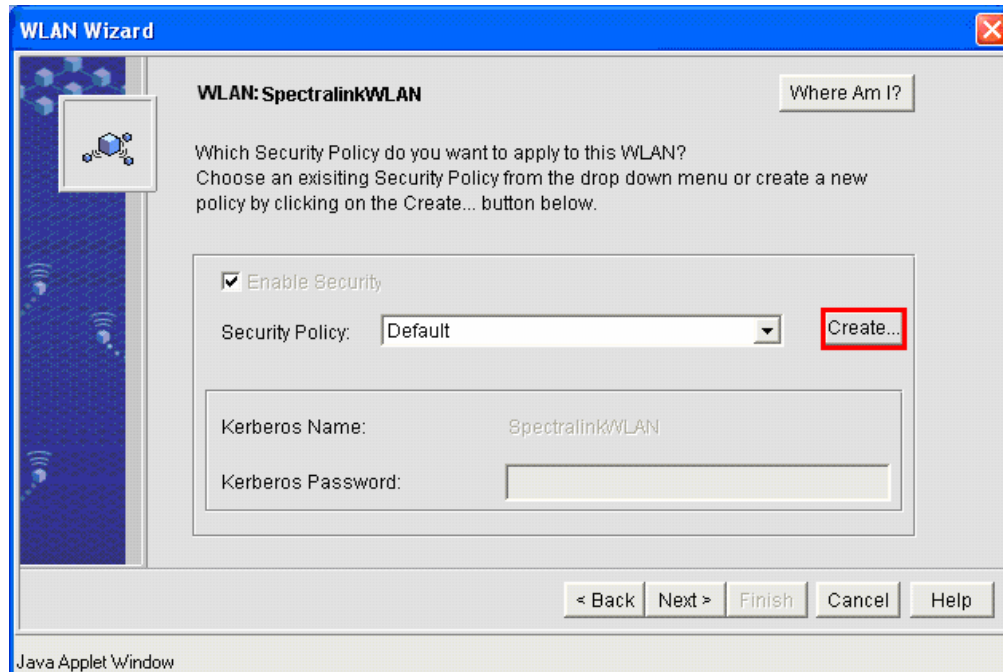 WLAN Wizard
WLAN: SpectralinkWLAN
Where Am I?
Which Security Policy do you want to apply to this WLAN?
Choose an exisiting Security Policy from the drop down menu or create a new
policy by clicking on the Create... button below.
Enable Security
Security Policy: Default Create...
Kerberos Name: SpectralinkWLAN
Kerberos Password:
< Back Next > Finish Cancel Help
Java Applet Window